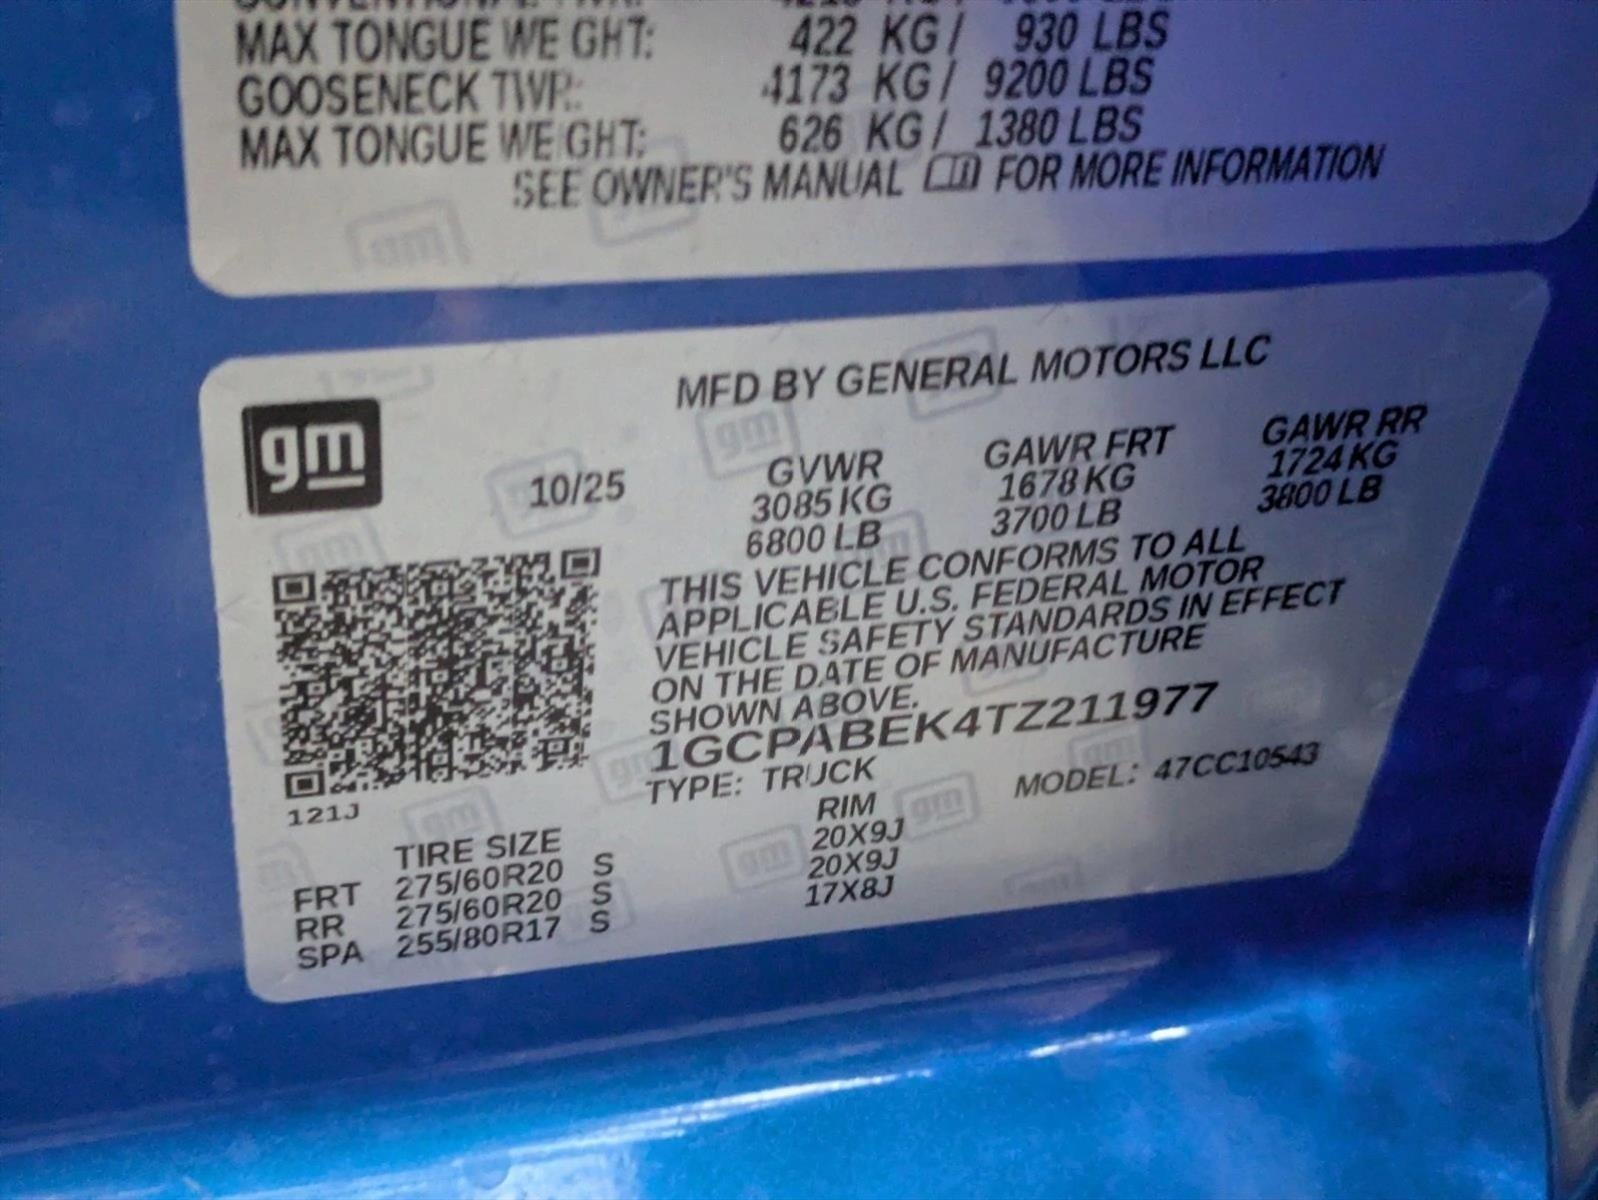 MAX TONGUE WEIGHT: 422 KG / 930 LBS
GOOSENECK TWR: 4173 KG / 9200 LBS
MAX TONGUE WEIGHT: 626 KG / 1380 LBS
SEE OWNER'S MANUAL FOR MORE INFORMATION
MFD BY GENERAL MOTORS LLC
gm
10/25
GVWR GAWR FRT GAWR RR
3085 KG 1678 KG 1724 KG
6800 LB 3700 LB 3800 LB
THIS VEHICLE CONFORMS TO ALL
APPLICABLE U.S. FEDERAL MOTOR
VEHICLE SAFETY STANDARDS IN EFFECT
ON THE DATE OF MANUFACTURE
SHOWN ABOVE.
1GCPABEK4TZ211977
TYPE: TRUCK MODEL: 47CC10543
121J
TIRE SIZE RIM
FRT 275/60R20 S 20X9J
RR 275/60R20 S 20X9J
SPA 255/80R17 S 17X8J